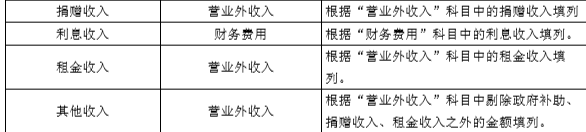 捐赠收入 营业外收入 根据“营业外收入”科目中的捐赠收入填列
利息收入 财务费用 根据“财务费用”科目中的利息收入填列。
租金收入 营业外收入 根据“营业外收入”科目中的租金收入填
列。
其他收入 营业外收入 根据“营业外收入”科目中剔除政府补助、
捐赠收入、租金收入之外的金额填列。